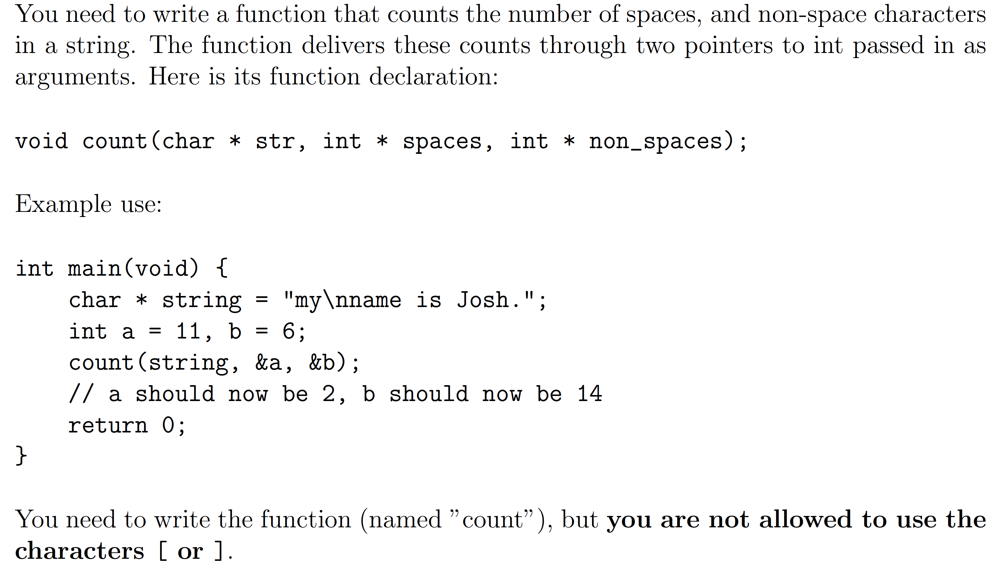 You need to write a function that counts the number of spaces, and non-space characters
in a string. The function delivers these counts through two pointers to int passed in as
arguments. Here is its function declaration:
void count(char * str, int * spaces, int * non_spaces);
Example use:
int main(void) {
    char * string = "my\nname is Josh.";
    int a = 11, b = 6;
    count(string, &a, &b);
    // a should now be 2, b should now be 14
    return 0;
}
You need to write the function (named ”count”), but you are not allowed to use the
characters [ or ].